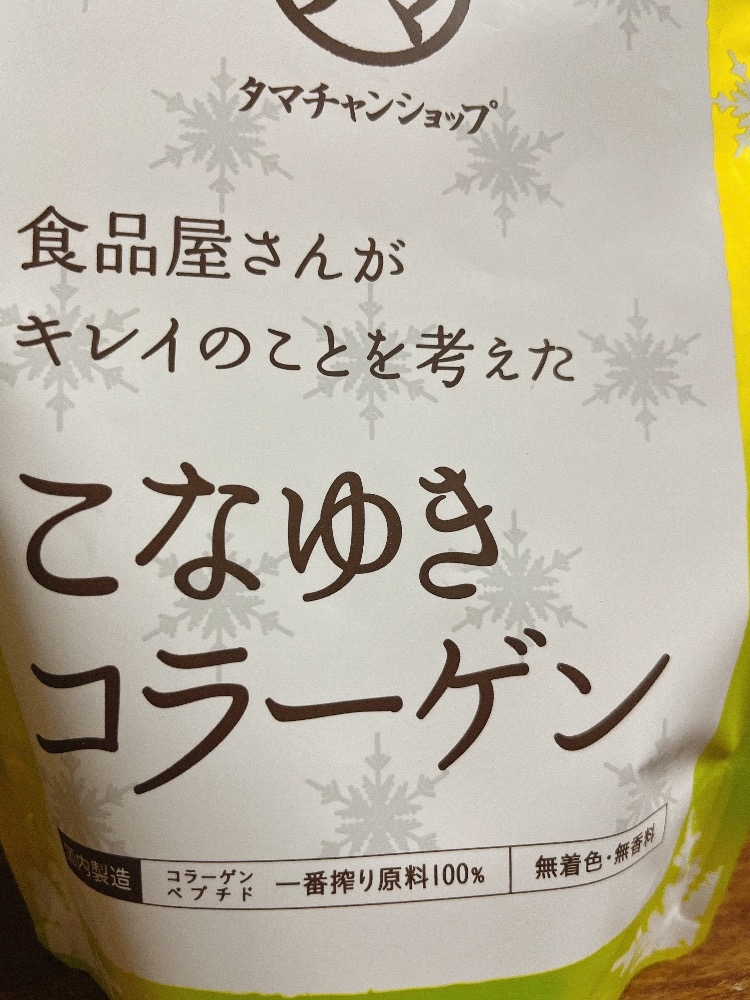 タマチャンショップ
食品屋さんが
キレイのことを考えた
こなゆき
コラーゲン
国内製造 コラーゲンペプチド 一番搾り原料100% 無着色・無香料